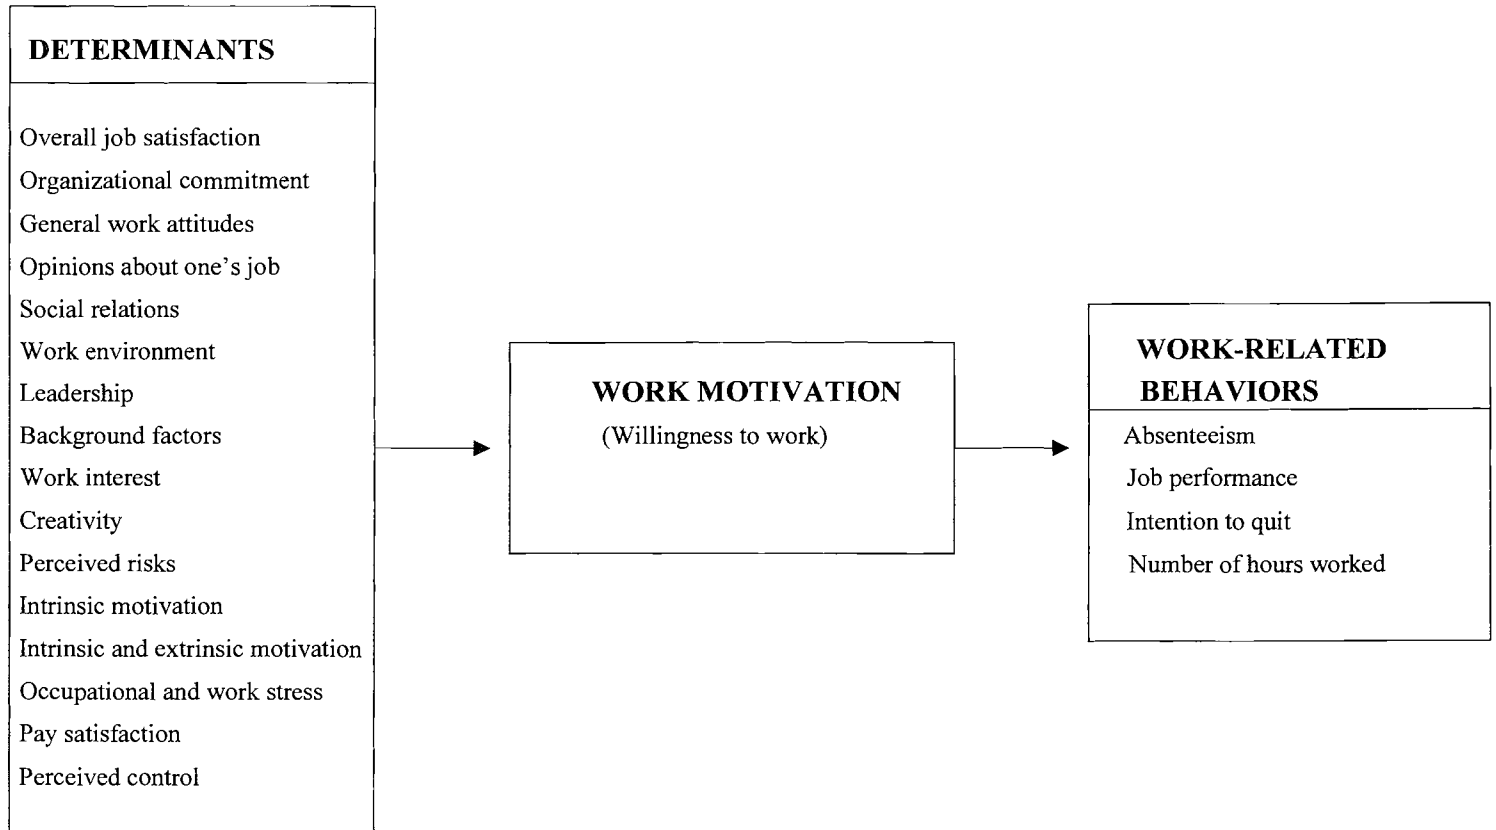 DETERMINANTS
Overall job satisfaction
Organizational commitment
General work attitudes
Opinions about one's job
Social relations
Work environment
Leadership
Background factors
Work interest
Creativity
Perceived risks
Intrinsic motivation
Intrinsic and extrinsic motivation
Occupational and work stress
Pay satisfaction
Perceived control
WORK MOTIVATION
(Willingness to work)
WORK-RELATED
BEHAVIORS
Absenteeism
Job performance
Intention to quit
Number of hours worked